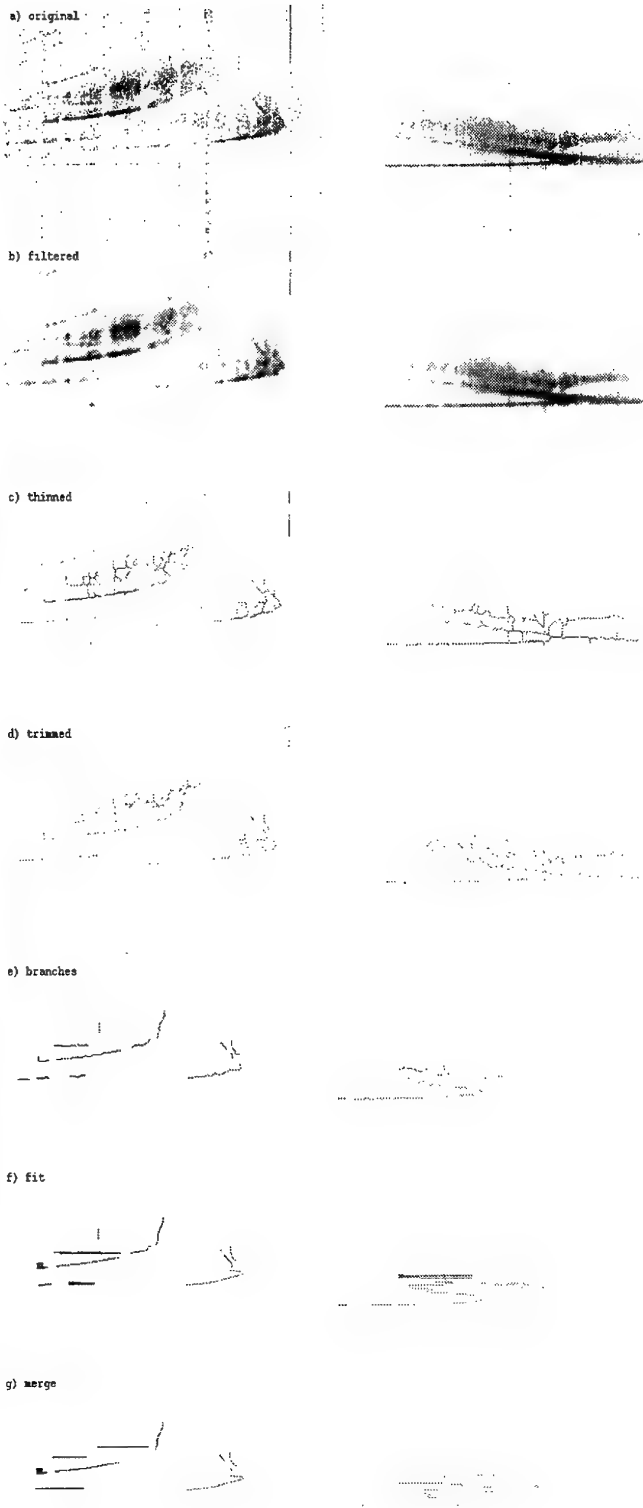 a) original
b) filtered
c) thinned
d) trimmed
e) branches
f) fit
g) merge